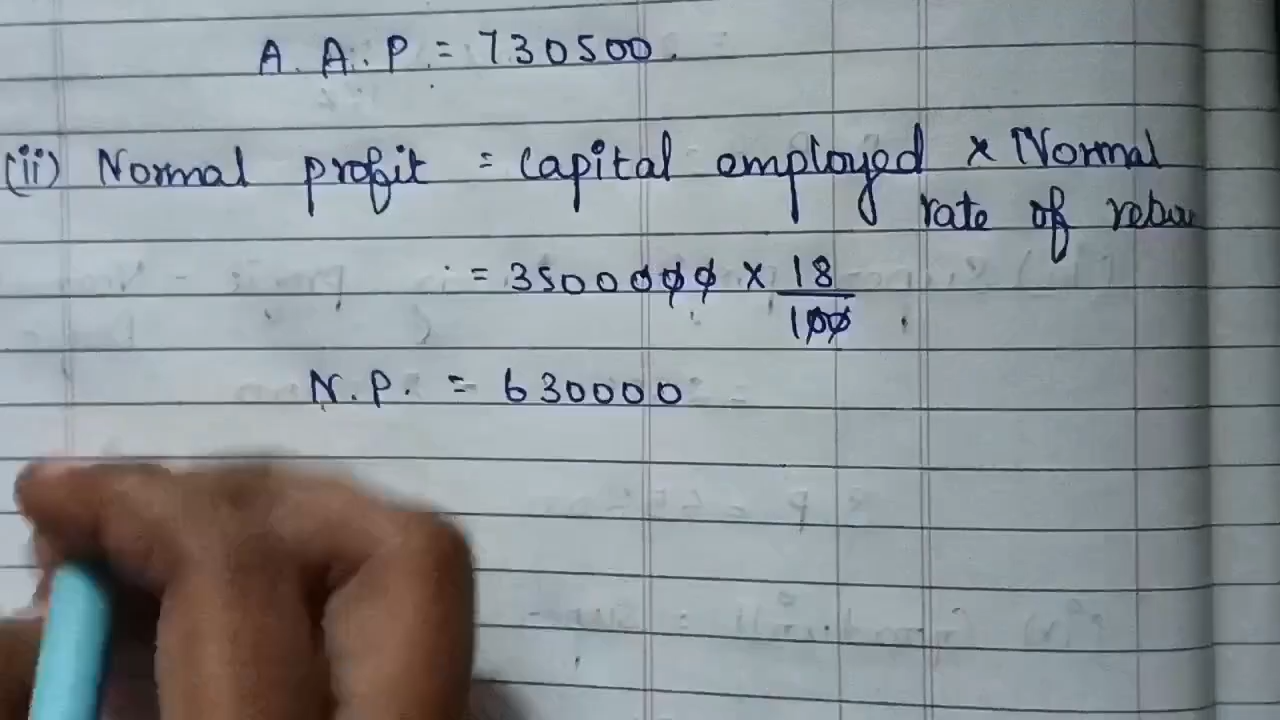 A. A. P. = 730500.
(ii) Normal profit = Capital employed × Normal
rate of
= 3500000 × 18
100
N.P. = 630000